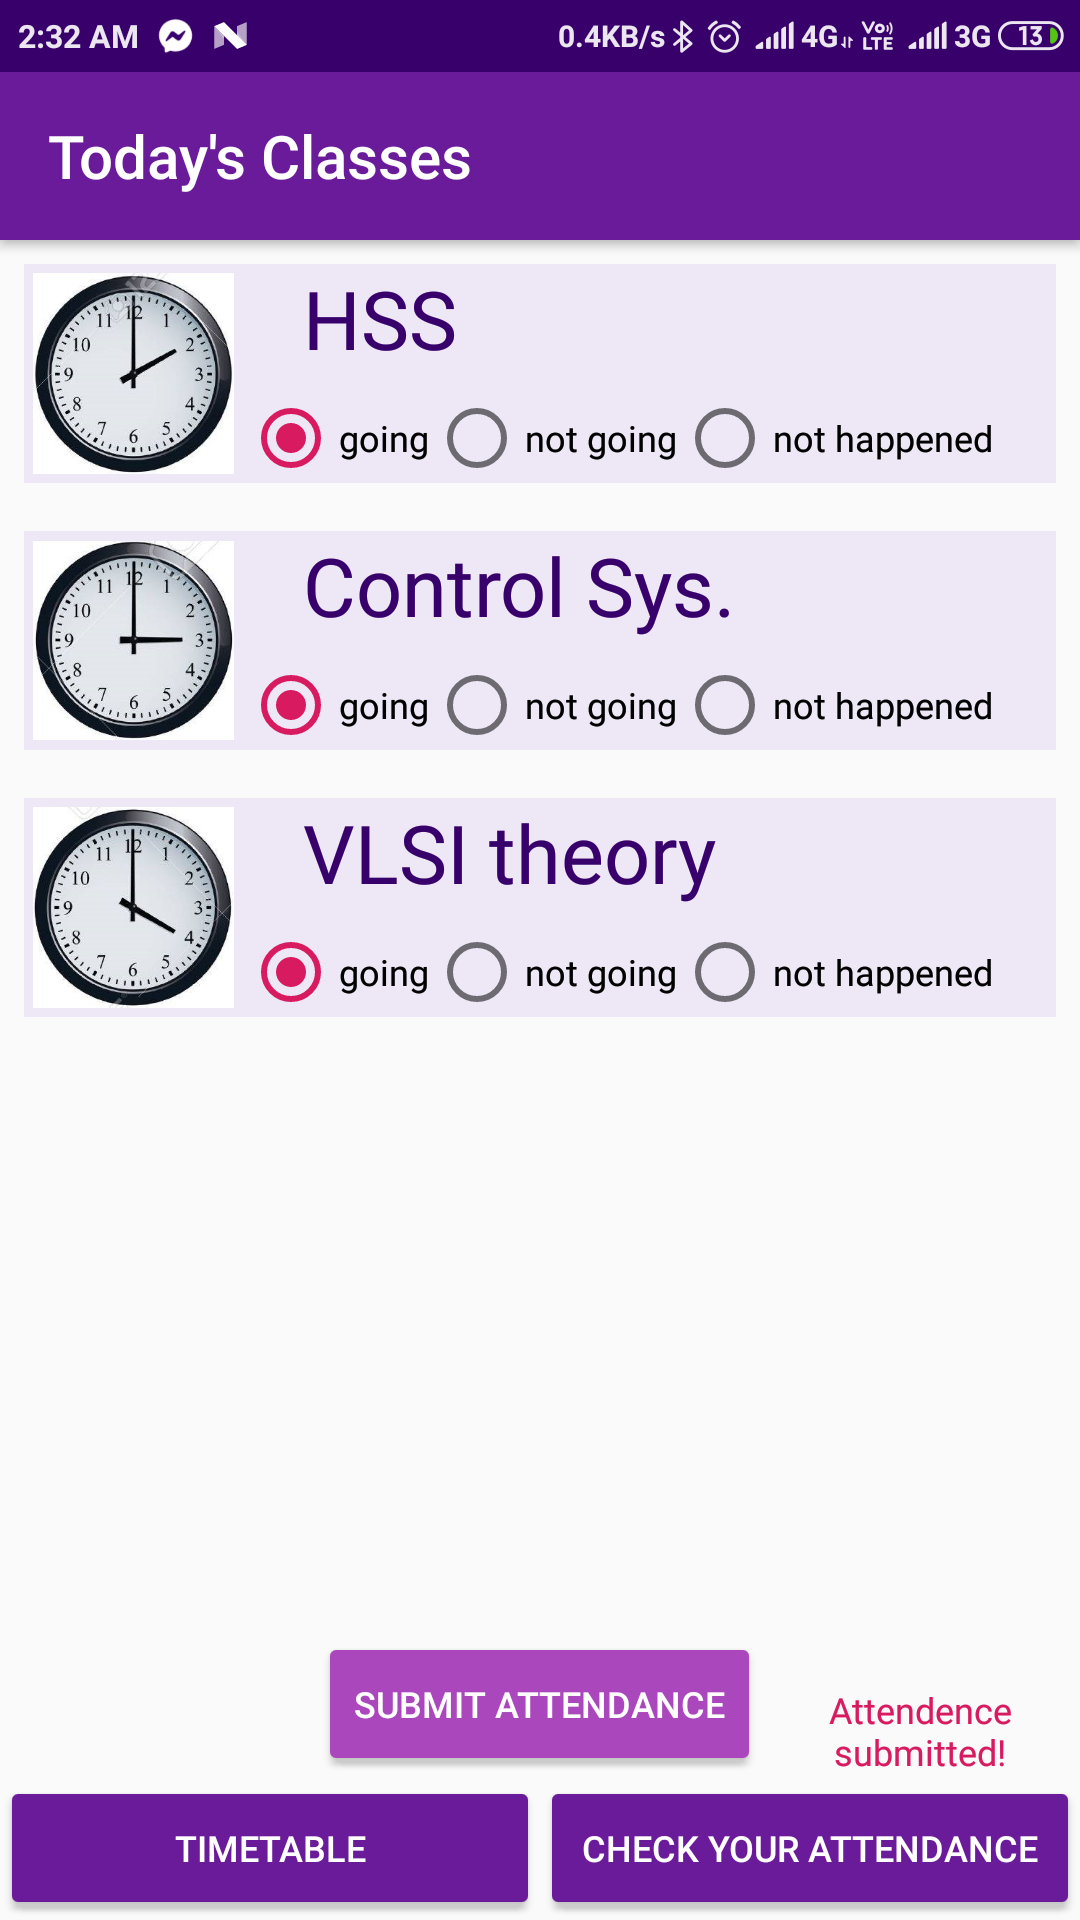 2:32 AM 0.4KB/s 4G VoLTE 3G 13
Today's Classes
12 1 2 3 4 5 6 7 8 9 10 11
HSS
going not going not happened
12 1 2 3 4 5 6 7 8 9 10 11
Control Sys.
going not going not happened
12 1 2 3 4 5 6 7 8 9 10 11
VLSI theory
going not going not happened
SUBMIT ATTENDANCE
Attendence
submitted!
TIMETABLE CHECK YOUR ATTENDANCE